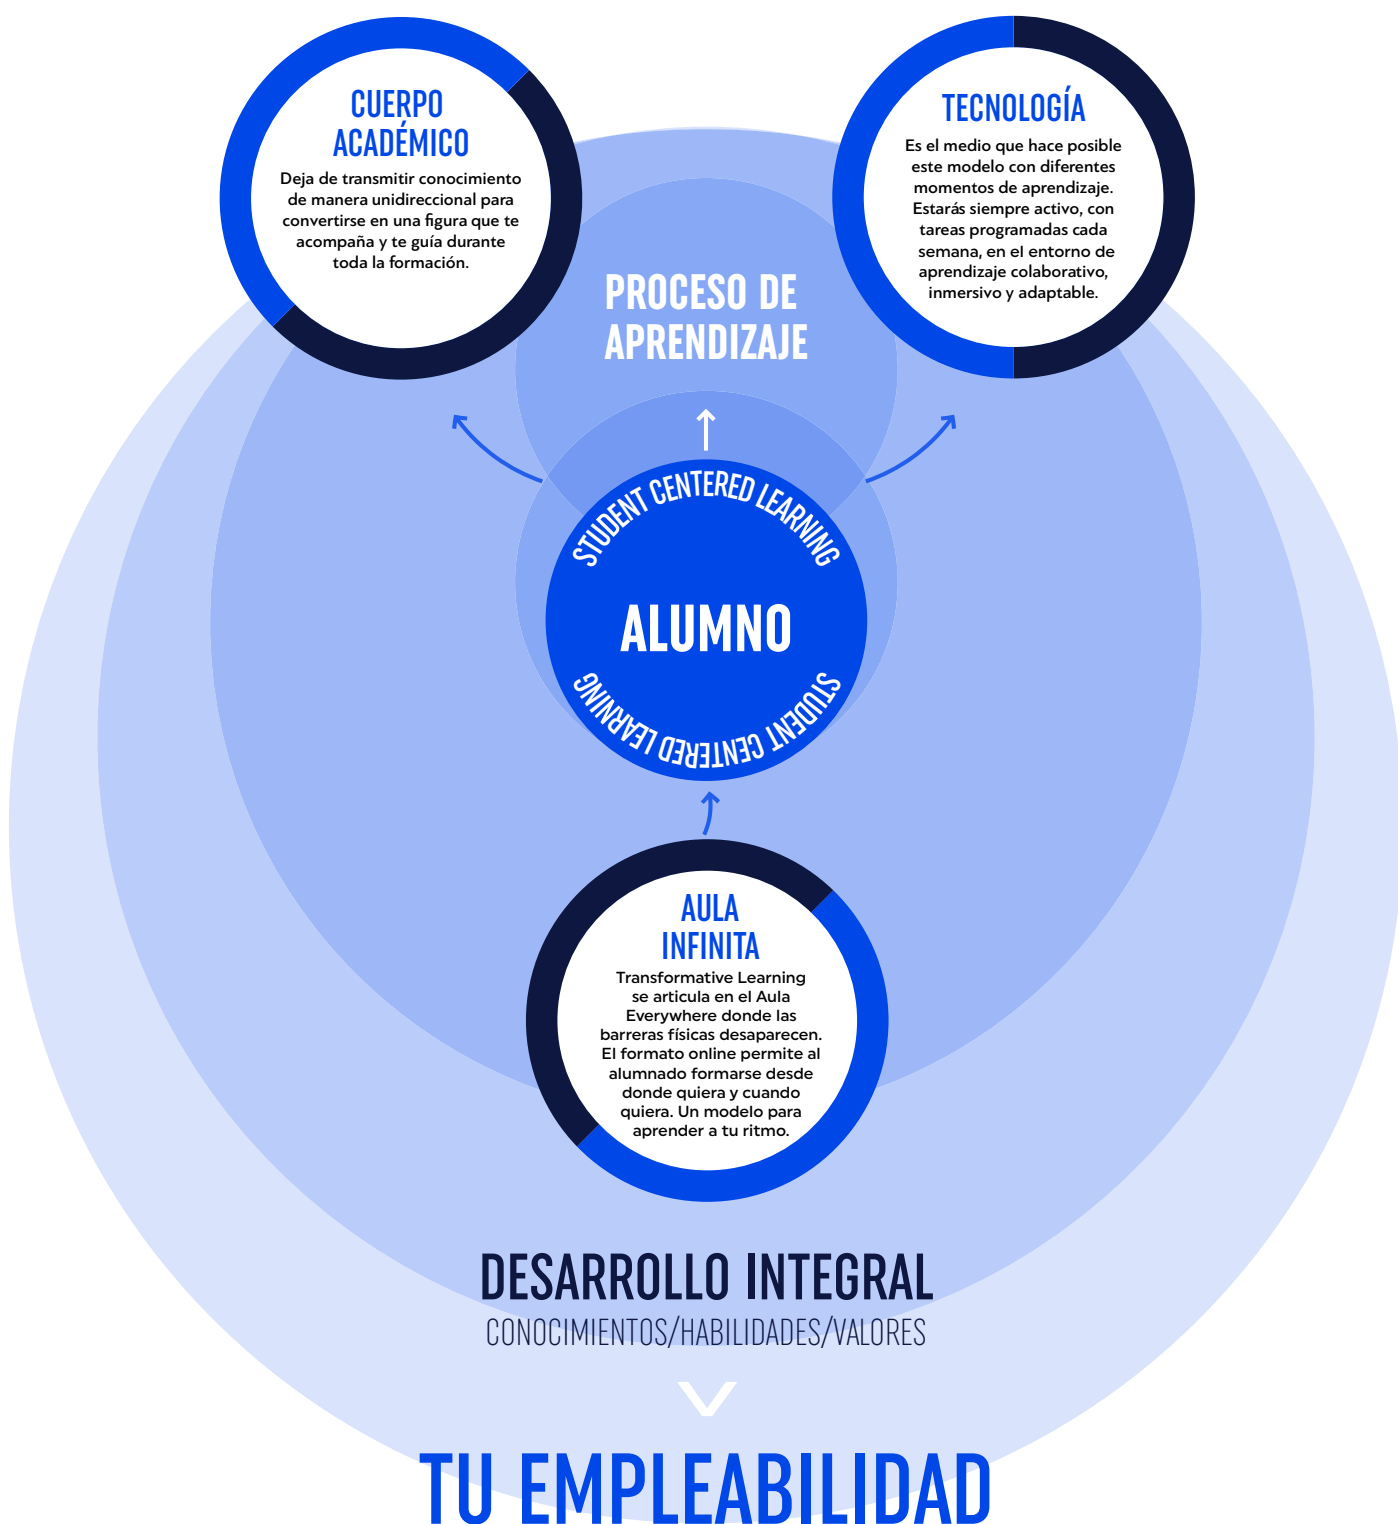 CUERPO
ACADÉMICO
Deja de transmitir conocimiento
de manera unidireccional para
convertirse en una figura que te
acompaña y te guía durante
toda la formación.
TECNOLOGÍA
Es el medio que hace posible
este modelo con diferentes
momentos de aprendizaje.
Estarás siempre activo, con
tareas programadas cada
semana, en el entorno de
aprendizaje colaborativo,
inmersivo y adaptable.
PROCESO DE
APRENDIZAJE
STUDENT CENTERED LEARNING
ALUMNO
STUDENT CENTERED LEARNING
AULA
INFINITA
Transformative Learning
se articula en el Aula
Everywhere donde las
barreras físicas desaparecen.
El formato online permite al
alumnado formarse desde
donde quiera y cuando
quiera. Un modelo para
aprender a tu ritmo.
DESARROLLO INTEGRAL
CONOCIMIENTOS/HABILIDADES/VALORES
TU EMPLEABILIDAD